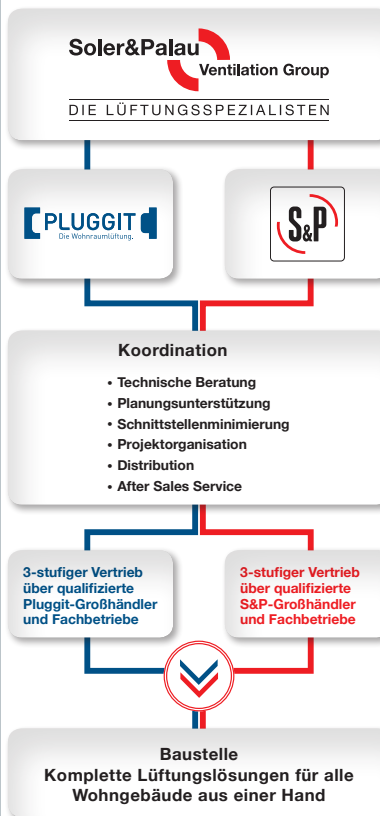 Soler&Palau
Ventilation Group
DIE LÜFTUNGSSPEZIALISTEN
PLUGGIT
Die Wohnraumlüftung.
S&P
Koordination
• Technische Beratung
• Planungsunterstützung
• Schnittstellenminimierung
• Projektorganisation
• Distribution
• After Sales Service
3-stufiger Vertrieb
über qualifizierte
Pluggit-Großhändler
und Fachbetriebe
3-stufiger Vertrieb
über qualifizierte
S&P-Großhändler
und Fachbetriebe
Baustelle
Komplette Lüftungslösungen für alle
Wohngebäude aus einer Hand